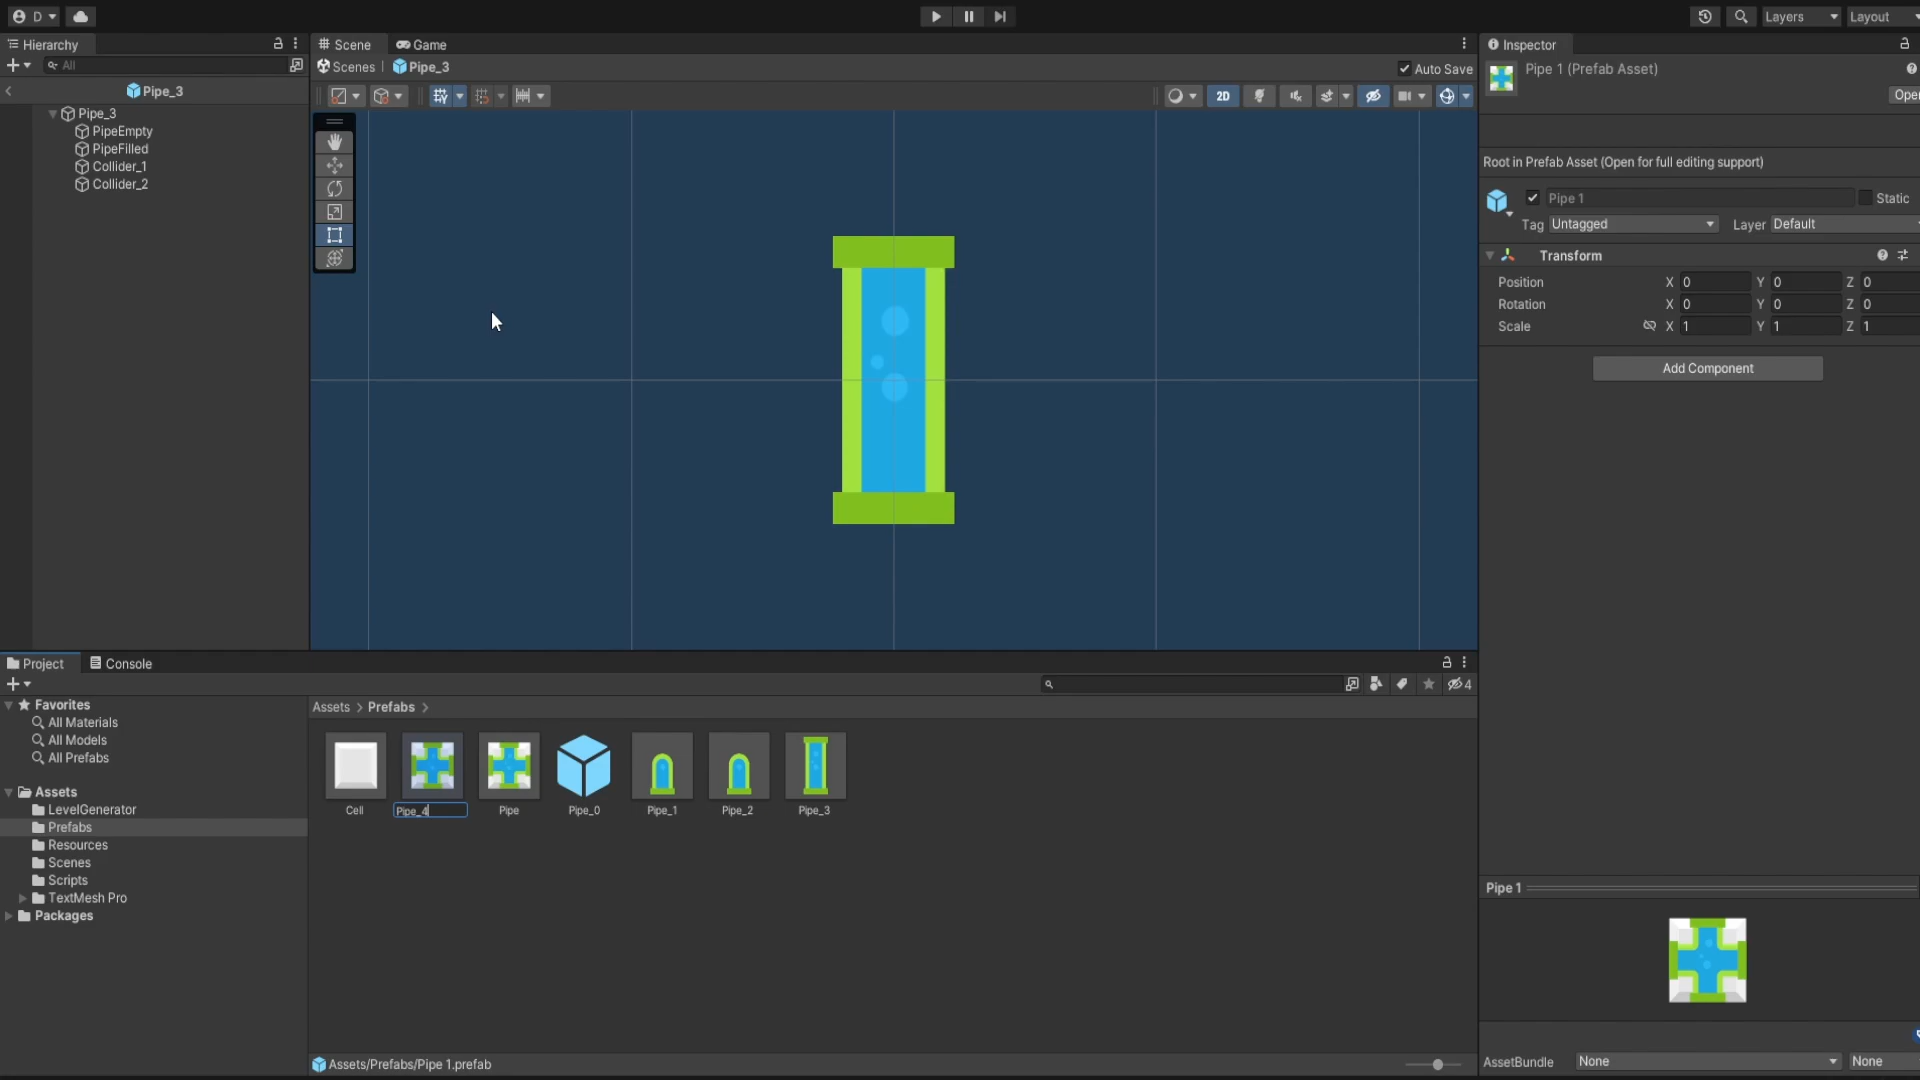 D
Layers
Layout
Hierarchy
Scene
Game
Inspector
All
Scenes | Pipe_3
Auto Save
Pipe 1 (Prefab Asset)
Pipe_3
2D
Ope
Pipe_3
PipeEmpty
PipeFilled
Collider_1
Collider_2
Root in Prefab Asset (Open for full editing support)
Pipe 1
Static
Tag Untagged Layer Default
Transform
Position X 0 Y 0 Z 0
Rotation X 0 Y 0 Z 0
Scale X 1 Y 1 Z 1
Add Component
Project
Console
4
Favorites
All Materials
All Models
All Prefabs
Assets
LevelGenerator
Prefabs
Resources
Scenes
Scripts
TextMesh Pro
Packages
Assets > Prefabs >
Cell
Pipe_4
Pipe
Pipe_0
Pipe_1
Pipe_2
Pipe_3
Assets/Prefabs/Pipe 1.prefab
Pipe 1
AssetBundle None None